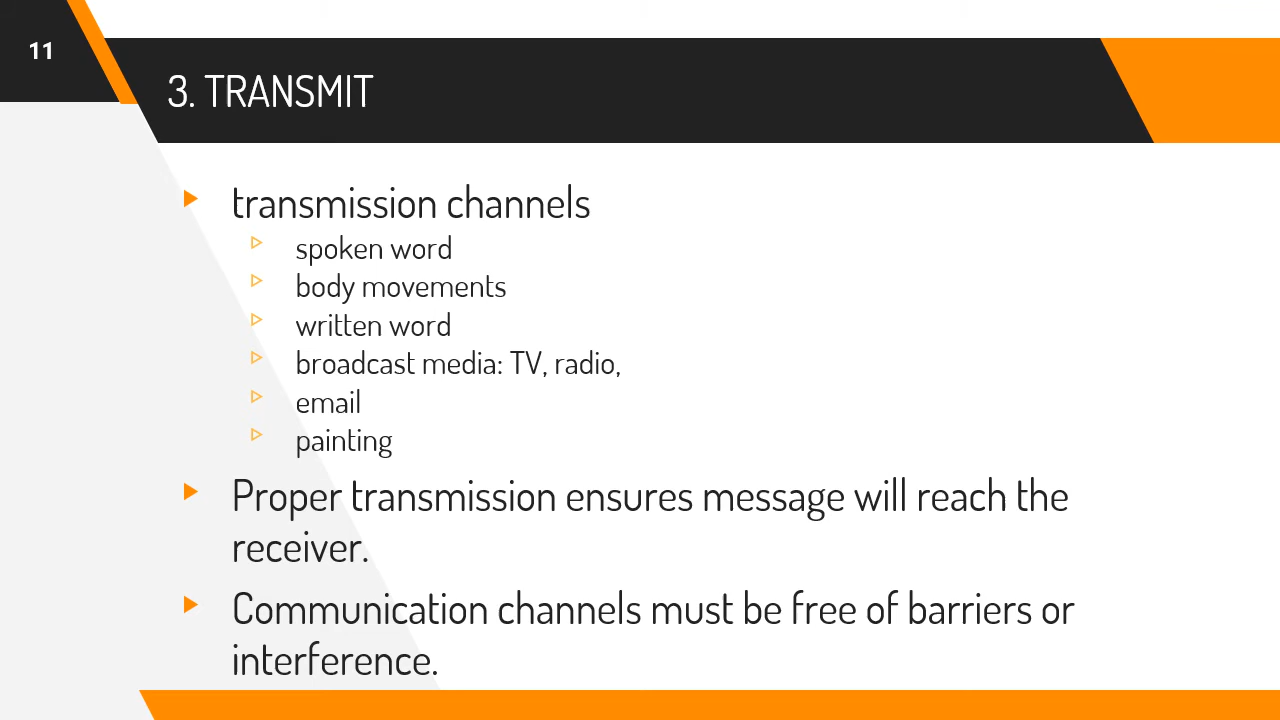 11
3. TRANSMIT
transmission channels
spoken word
body movements
written word
broadcast media: TV, radio,
email
painting
Proper transmission ensures message will reach the
receiver.
Communication channels must be free of barriers or
interference.